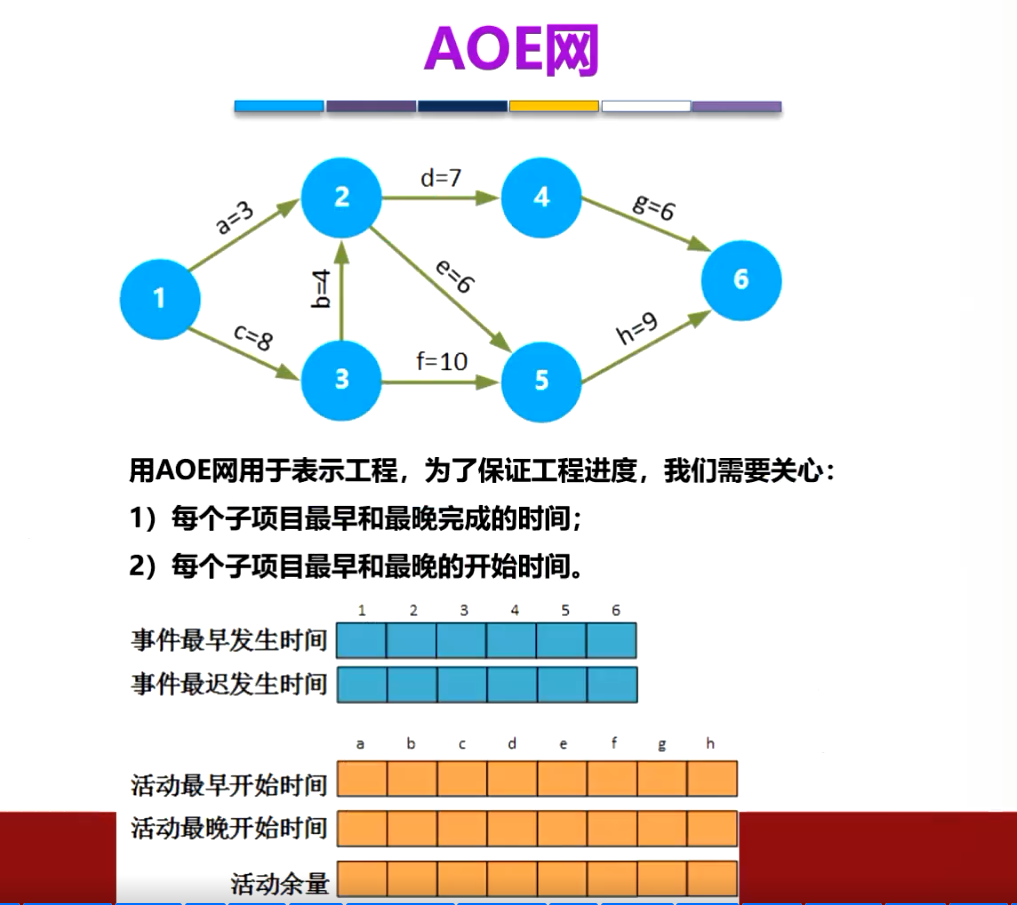 AOE网
d=7
2
4
a=3
g=6
e=6
b=4
1
6
c=8
h=9
f=10
3
5
用AOE网用于表示工程，为了保证工程进度，我们需要关心：
1）每个子项目最早和最晚完成的时间；
2）每个子项目最早和最晚的开始时间。
1 2 3 4 5 6
事件最早发生时间
事件最迟发生时间
a b c d e f g h
活动最早开始时间
活动最晚开始时间
活动余量